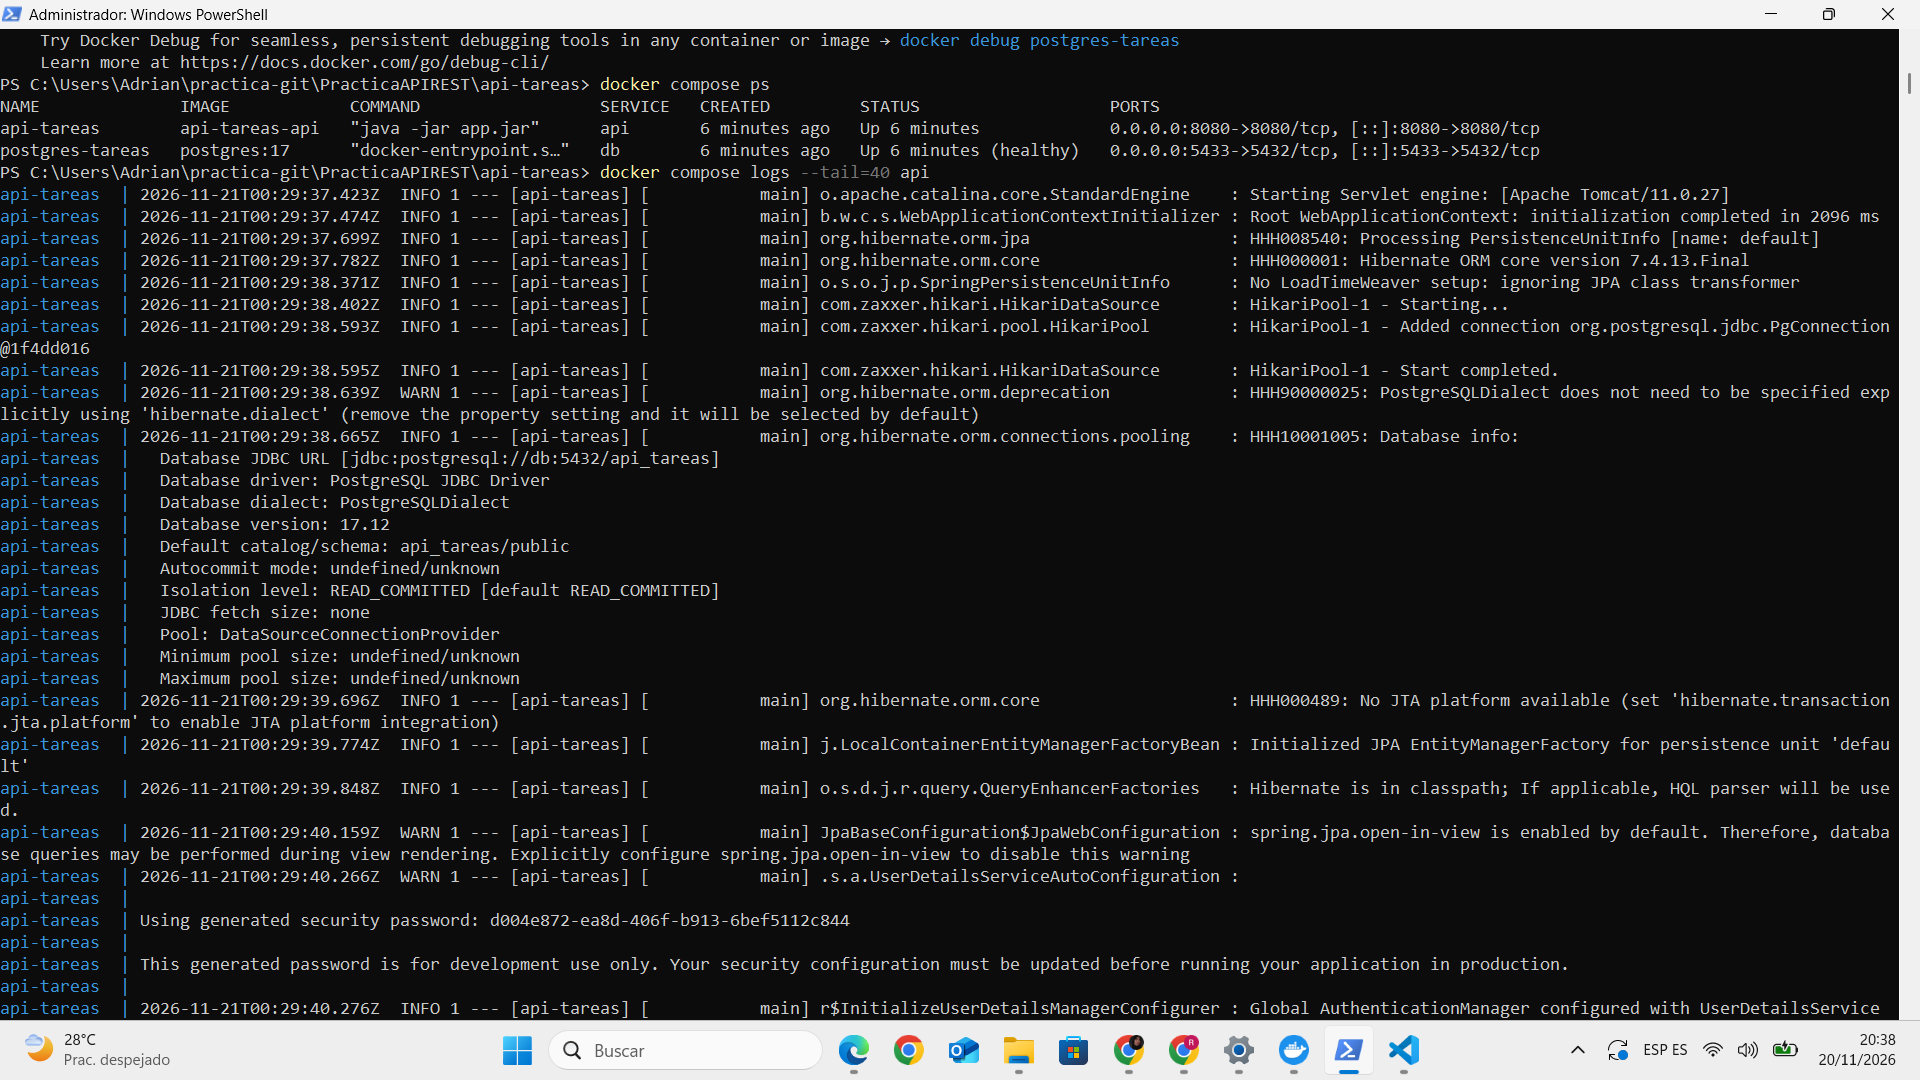 Administrador: Windows PowerShell
    Try Docker Debug for seamless, persistent debugging tools in any container or image → docker debug postgres-tareas
    Learn more at https://docs.docker.com/go/debug-cli/
PS C:\Users\Adrian\practica-git\PracticaAPIREST\api-tareas> docker compose ps
NAME              IMAGE            COMMAND                  SERVICE   CREATED         STATUS                   PORTS
api-tareas        api-tareas-api   "java -jar app.jar"      api       6 minutes ago   Up 6 minutes             0.0.0.0:8080->8080/tcp, [::]:8080->8080/tcp
postgres-tareas   postgres:17      "docker-entrypoint.s…"   db        6 minutes ago   Up 6 minutes (healthy)   0.0.0.0:5433->5432/tcp, [::]:5433->5432/tcp
PS C:\Users\Adrian\practica-git\PracticaAPIREST\api-tareas> docker compose logs --tail=40 api
api-tareas  | 2026-11-21T00:29:37.423Z  INFO 1 --- [api-tareas] [           main] o.apache.catalina.core.StandardEngine    : Starting Servlet engine: [Apache Tomcat/11.0.27]
api-tareas  | 2026-11-21T00:29:37.474Z  INFO 1 --- [api-tareas] [           main] b.w.c.s.WebApplicationContextInitializer : Root WebApplicationContext: initialization completed in 2096 ms
api-tareas  | 2026-11-21T00:29:37.699Z  INFO 1 --- [api-tareas] [           main] org.hibernate.orm.jpa                    : HHH008540: Processing PersistenceUnitInfo [name: default]
api-tareas  | 2026-11-21T00:29:37.782Z  INFO 1 --- [api-tareas] [           main] org.hibernate.orm.core                   : HHH000001: Hibernate ORM core version 7.4.13.Final
api-tareas  | 2026-11-21T00:29:38.371Z  INFO 1 --- [api-tareas] [           main] o.s.o.j.p.SpringPersistenceUnitInfo      : No LoadTimeWeaver setup: ignoring JPA class transformer
api-tareas  | 2026-11-21T00:29:38.402Z  INFO 1 --- [api-tareas] [           main] com.zaxxer.hikari.HikariDataSource       : HikariPool-1 - Starting...
api-tareas  | 2026-11-21T00:29:38.593Z  INFO 1 --- [api-tareas] [           main] com.zaxxer.hikari.pool.HikariPool        : HikariPool-1 - Added connection org.postgresql.jdbc.PgConnection
@1f4dd016
api-tareas  | 2026-11-21T00:29:38.595Z  INFO 1 --- [api-tareas] [           main] com.zaxxer.hikari.HikariDataSource       : HikariPool-1 - Start completed.
api-tareas  | 2026-11-21T00:29:38.639Z  WARN 1 --- [api-tareas] [           main] org.hibernate.orm.deprecation            : HHH90000025: PostgreSQLDialect does not need to be specified exp
licitly using 'hibernate.dialect' (remove the property setting and it will be selected by default)
api-tareas  | 2026-11-21T00:29:38.665Z  INFO 1 --- [api-tareas] [           main] org.hibernate.orm.connections.pooling    : HHH10001005: Database info:
api-tareas  |   Database JDBC URL [jdbc:postgresql://db:5432/api_tareas]
api-tareas  |   Database driver: PostgreSQL JDBC Driver
api-tareas  |   Database dialect: PostgreSQLDialect
api-tareas  |   Database version: 17.12
api-tareas  |   Default catalog/schema: api_tareas/public
api-tareas  |   Autocommit mode: undefined/unknown
api-tareas  |   Isolation level: READ_COMMITTED [default READ_COMMITTED]
api-tareas  |   JDBC fetch size: none
api-tareas  |   Pool: DataSourceConnectionProvider
api-tareas  |   Minimum pool size: undefined/unknown
api-tareas  |   Maximum pool size: undefined/unknown
api-tareas  | 2026-11-21T00:29:39.696Z  INFO 1 --- [api-tareas] [           main] org.hibernate.orm.core                   : HHH000489: No JTA platform available (set 'hibernate.transaction
.jta.platform' to enable JTA platform integration)
api-tareas  | 2026-11-21T00:29:39.774Z  INFO 1 --- [api-tareas] [           main] j.LocalContainerEntityManagerFactoryBean : Initialized JPA EntityManagerFactory for persistence unit 'defau
lt'
api-tareas  | 2026-11-21T00:29:39.848Z  INFO 1 --- [api-tareas] [           main] o.s.d.j.r.query.QueryEnhancerFactories   : Hibernate is in classpath; If applicable, HQL parser will be use
d.
api-tareas  | 2026-11-21T00:29:40.159Z  WARN 1 --- [api-tareas] [           main] JpaBaseConfiguration$JpaWebConfiguration : spring.jpa.open-in-view is enabled by default. Therefore, databa
se queries may be performed during view rendering. Explicitly configure spring.jpa.open-in-view to disable this warning
api-tareas  | 2026-11-21T00:29:40.266Z  WARN 1 --- [api-tareas] [           main] .s.a.UserDetailsServiceAutoConfiguration :
api-tareas  |
api-tareas  | Using generated security password: d004e872-ea8d-406f-b913-6bef5112c844
api-tareas  |
api-tareas  | This generated password is for development use only. Your security configuration must be updated before running your application in production.
api-tareas  |
api-tareas  | 2026-11-21T00:29:40.276Z  INFO 1 --- [api-tareas] [           main] r$InitializeUserDetailsManagerConfigurer : Global AuthenticationManager configured with UserDetailsService
28°C
Prac. despejado
Buscar
R
ESP ES
20:38
20/11/2026